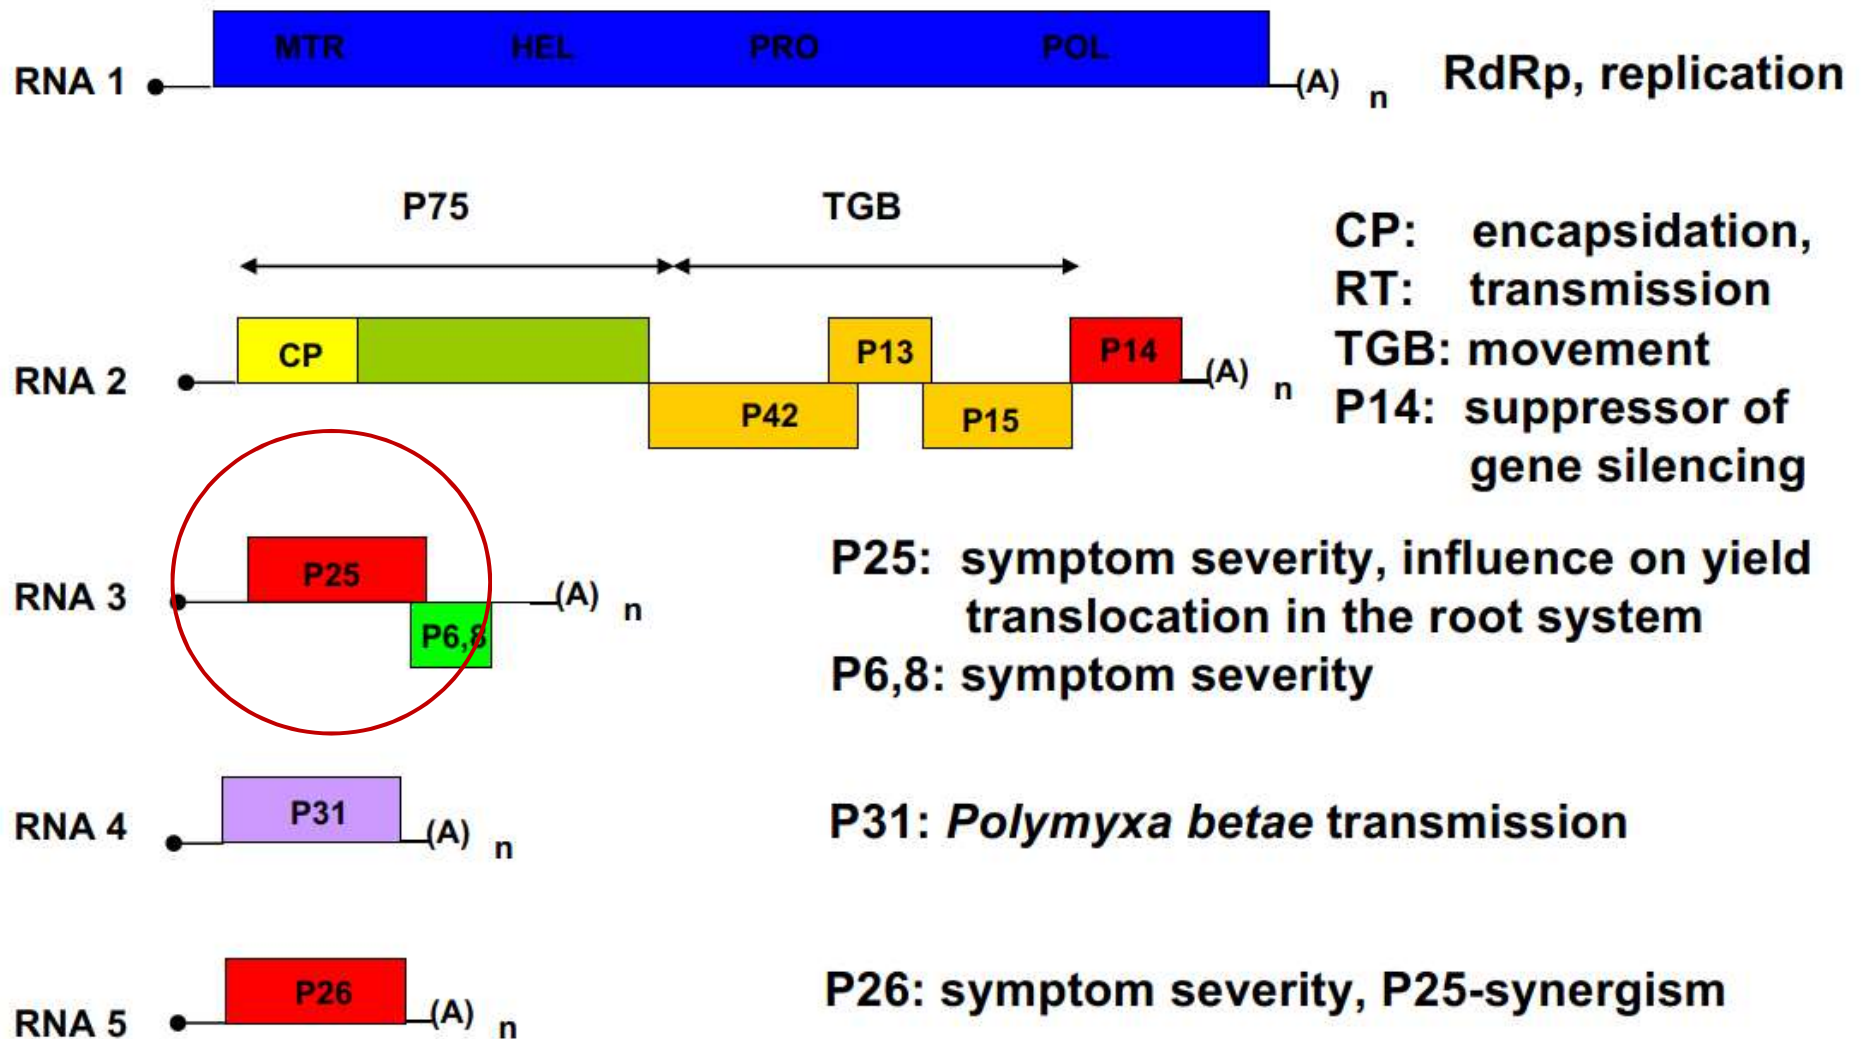 MTR HEL PRO POL
RNA 1 (A) n RdRp, replication
P75 TGB
CP: encapsidation,
RT: transmission
TGB: movement
P14: suppressor of
gene silencing
CP P13 P14
RNA 2 (A) n
P42 P15
P25
RNA 3 (A) n
P6,8
P25: symptom severity, influence on yield
translocation in the root system
P6,8: symptom severity
P31
RNA 4 (A) n
P31: Polymyxa betae transmission
P26
RNA 5 (A) n
P26: symptom severity, P25-synergism